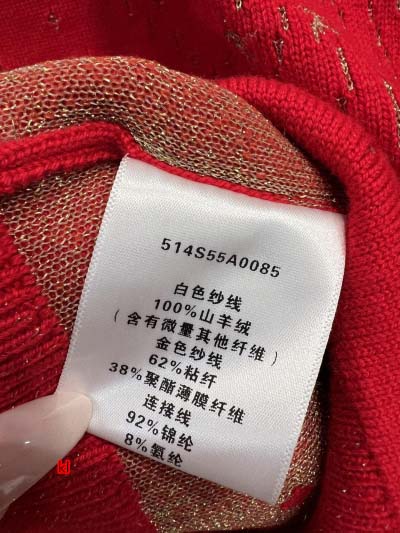 514S55A0085
白色纱线
100%山羊绒
(含有微量其他纤维)
金色纱线
62%粘纤
38%聚酯薄膜纤维
连接线
92%锦纶
8%氨纶